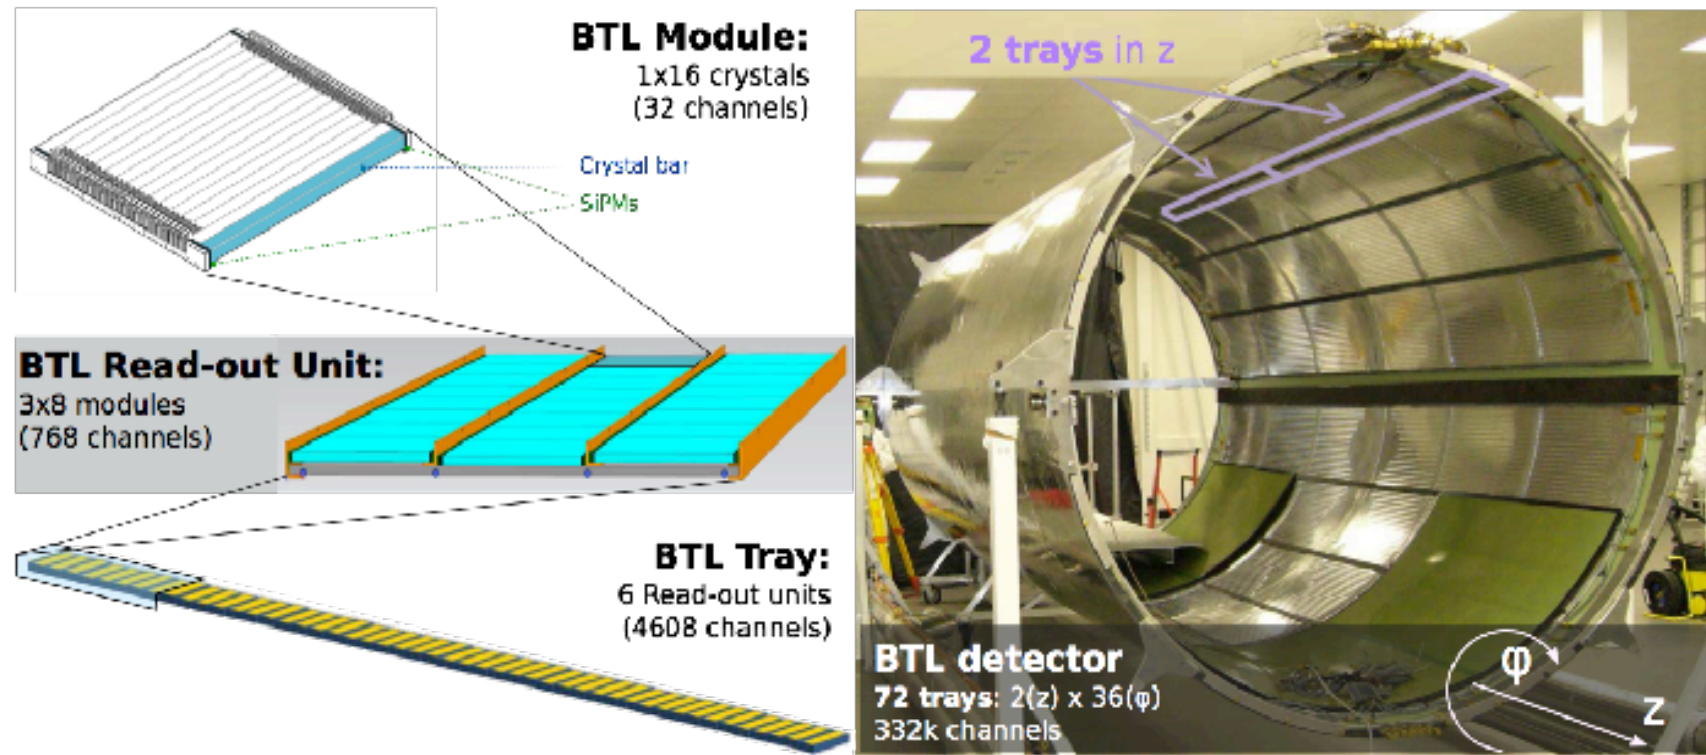 BTL Module:
1x16 crystals
(32 channels)
Crystal bar
SiPMs
BTL Read-out Unit:
3x8 modules
(768 channels)
BTL Tray:
6 Read-out units
(4608 channels)
2 trays in z
BTL detector
72 trays: 2(z) x 36(φ)
332k channels
φ
z